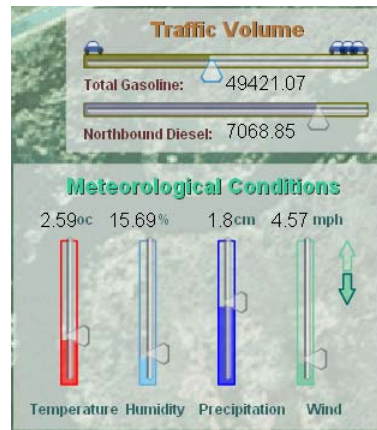 Traffic Volume
Total Gasoline: 49421.07
Northbound Diesel: 7068.85
Meteorological Conditions
2.59oc 15.69% 1.8cm 4.57 mph
Temperature Humidity Precipitation Wind